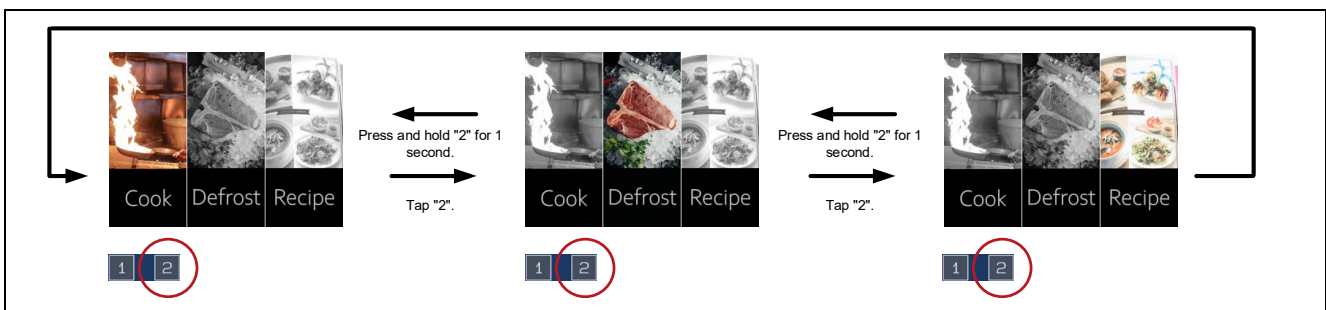 Press and hold "2" for 1
second.
Press and hold "2" for 1
second.
Cook Defrost Recipe
Tap "2".
Cook Defrost Recipe
Tap "2".
Cook Defrost Recipe
1 2
1 2
1 2